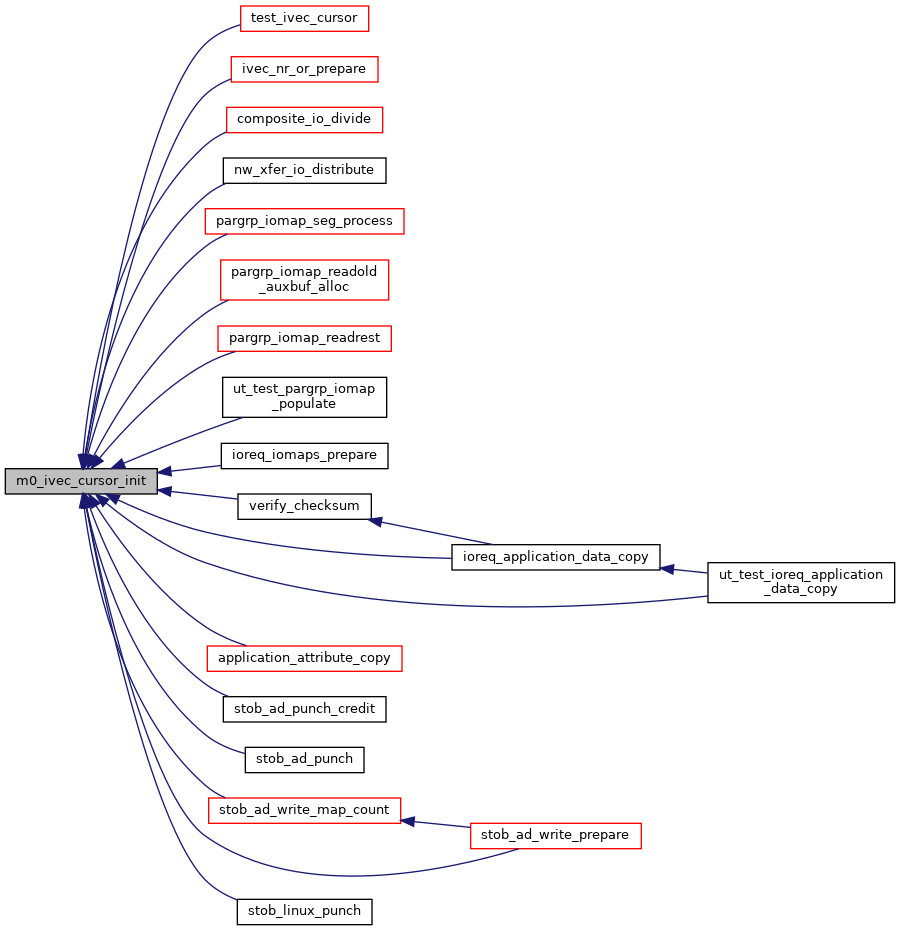 test_ivec_cursor
ivec_nr_or_prepare
composite_io_divide
nw_xfer_io_distribute
pargrp_iomap_seg_process
pargrp_iomap_readold
_auxbuf_alloc
pargrp_iomap_readrest
ut_test_pargrp_iomap
_populate
ioreq_iomaps_prepare
m0_ivec_cursor_init
verify_checksum
ioreq_application_data_copy
ut_test_ioreq_application
_data_copy
application_attribute_copy
stob_ad_punch_credit
stob_ad_punch
stob_ad_write_map_count
stob_ad_write_prepare
stob_linux_punch